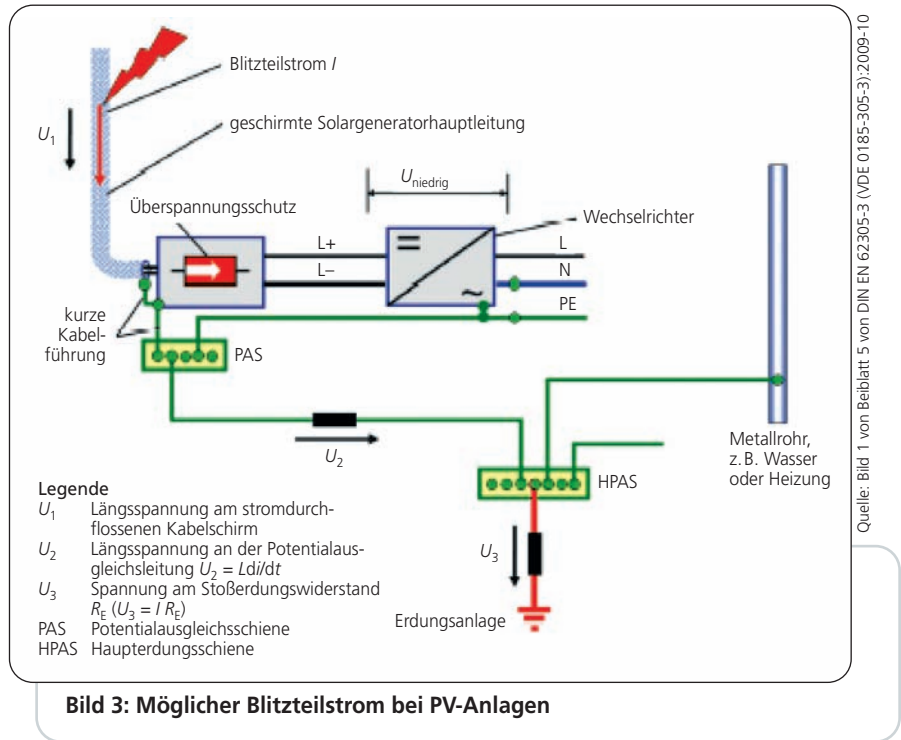 Blitzteilstrom I
U1
geschirmte Solargeneratorhauptleitung
Uniedrig
Überspannungsschutz
Wechselrichter
L+
L
L–
N
=
~
PE
kurze
Kabel-
führung
PAS
U2
Metallrohr,
z. B. Wasser
oder Heizung
HPAS
U3
Erdungsanlage
Legende
U1 Längsspannung am stromdurch-
flossenen Kabelschirm
U2 Längsspannung an der Potentialaus-
gleichsleitung U2 = Ldi/dt
U3 Spannung am Stoßerdungswiderstand
RE (U3 = I RE)
PAS Potentialausgleichsschiene
HPAS Haupterdungsschiene
Quelle: Bild 1 von Beiblatt 5 von DIN EN 62305-3 (VDE 0185-305-3):2009-10
Bild 3: Möglicher Blitzteilstrom bei PV-Anlagen